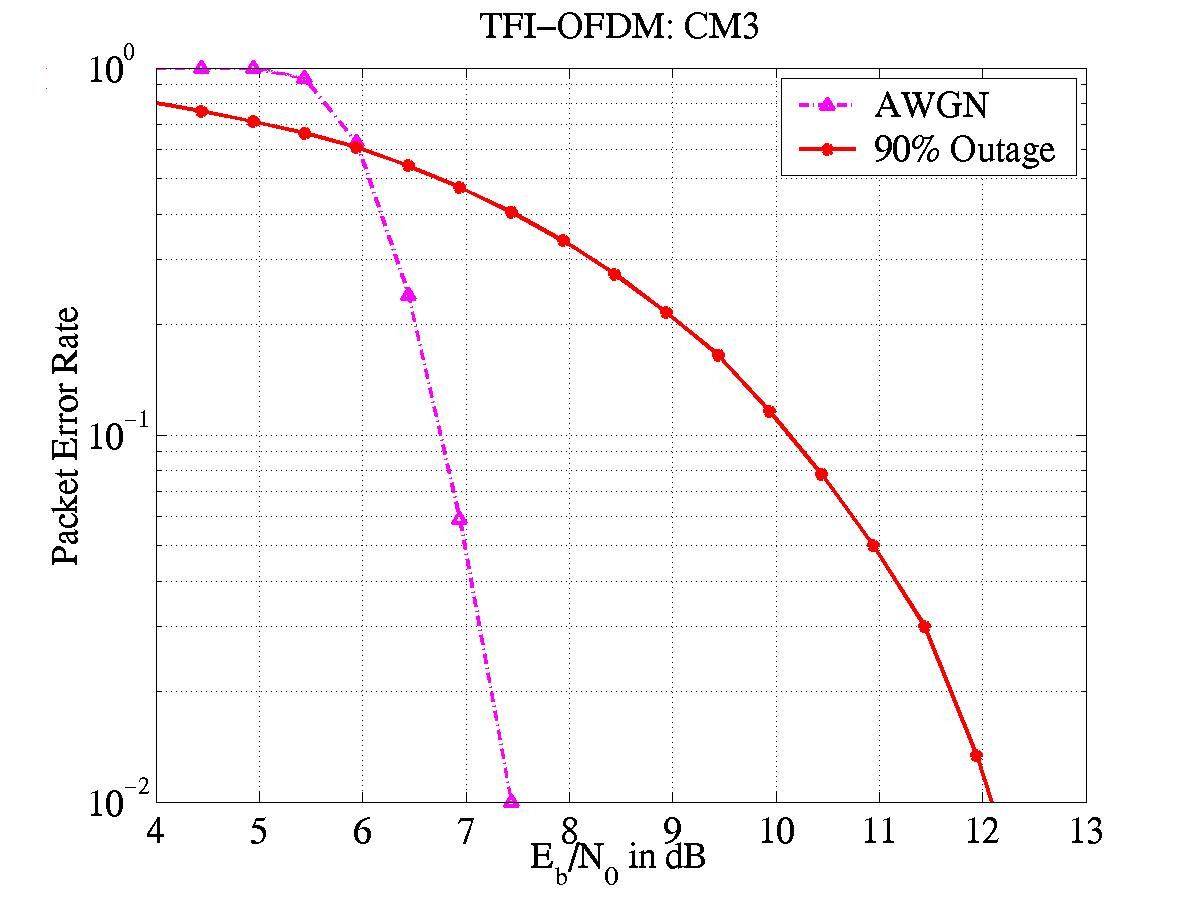 TFI−OFDM: CM3
AWGN
90% Outage
Packet Error Rate
10^0
10^−1
10^−2
4 5 6 7 8 9 10 11 12 13
E_b/N_0 in dB